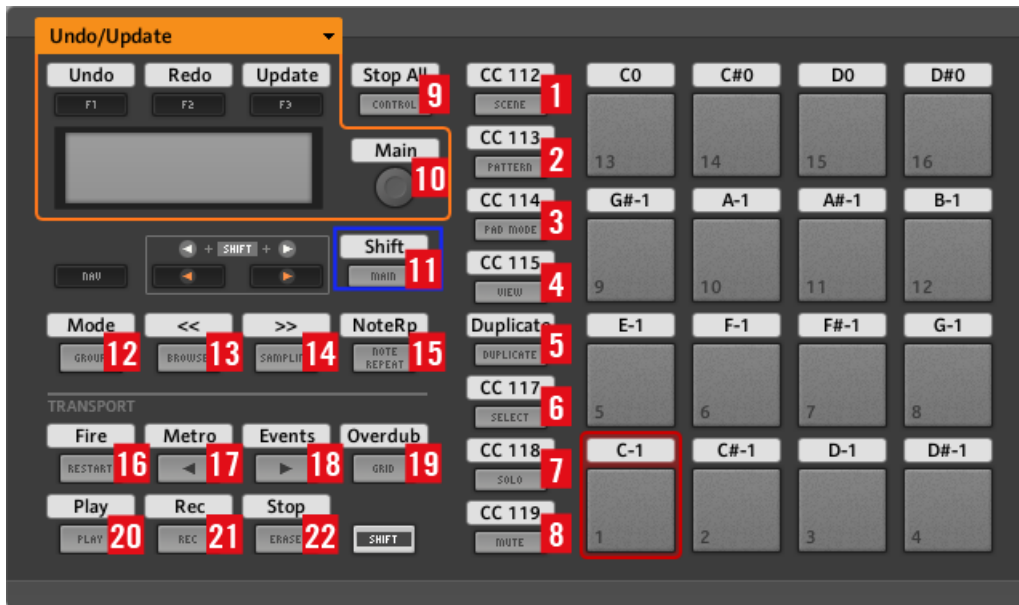 Undo/Update
Undo Redo Update Stop All CC 112 C0 C#0 D0 D#0
F1 F2 F3 CONTROL 9 SCENE 1
CC 113
Main PATTERN 2 13 14 15 16
10 CC 114 G#-1 A-1 A#-1 B-1
PAD MODE 3
+ SHIFT + Shift CC 115
NAV MAIN 11 VIEW 4 9 10 11 12
Mode << >> NoteRp Duplicate E-1 F-1 F#-1 G-1
GROUP 12 BROWSE 13 SAMPLIN 14 NOTE REPEAT 15 DUPLICATE 5
CC 117
TRANSPORT SELECT 6 5 6 7 8
Fire Metro Events Overdub CC 118 C-1 C#-1 D-1 D#-1
RESTART 16 17 18 GRID 19 SOLO 7
Play Rec Stop CC 119
PLAY 20 REC 21 ERASE 22 SHIFT MUTE 8 1 2 3 4